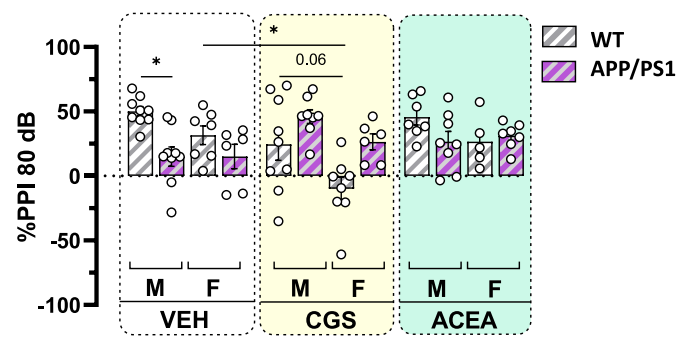 WT
APP/PS1
%PPI 80 dB
100
50
0
-50
-100
*
*
0.06
M F M F M F
VEH CGS ACEA